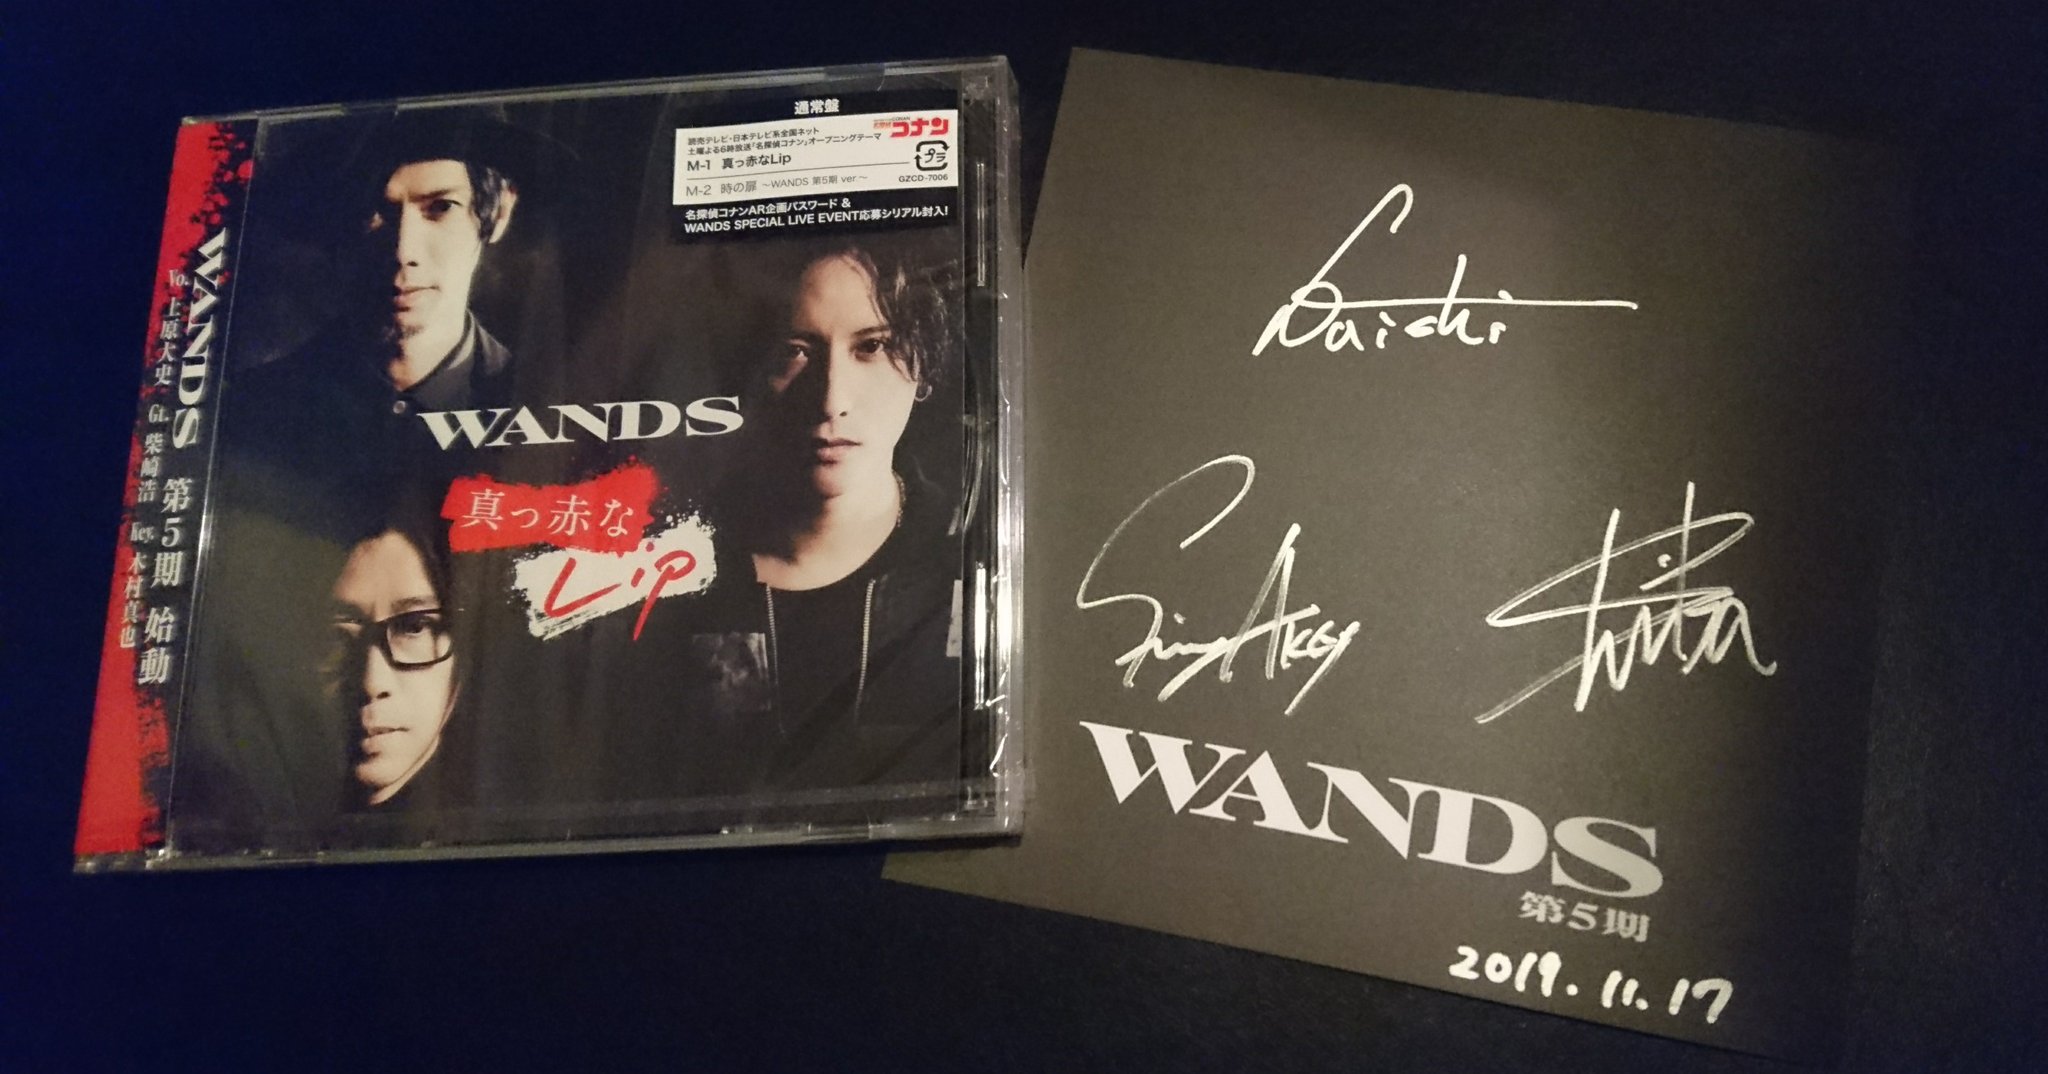 WANDS 第5期 始動
Vo. 上原大史 Gt. 柴崎浩 Key. 木村真也
通常盤
読売テレビ・日本テレビ系全国ネット
土曜よる6時放送「名探偵コナン」オープニングテーマ
名探偵コナン
M-1 真っ赤なLip
M-2 時の扉 ~WANDS 第5期 ver.~
プラ
GZCD-7006
名探偵コナンAR企画パスワード &
WANDS SPECIAL LIVE EVENT応募シリアル封入!
WANDS
真っ赤な
Lip
WANDS
第5期
2019.11.17